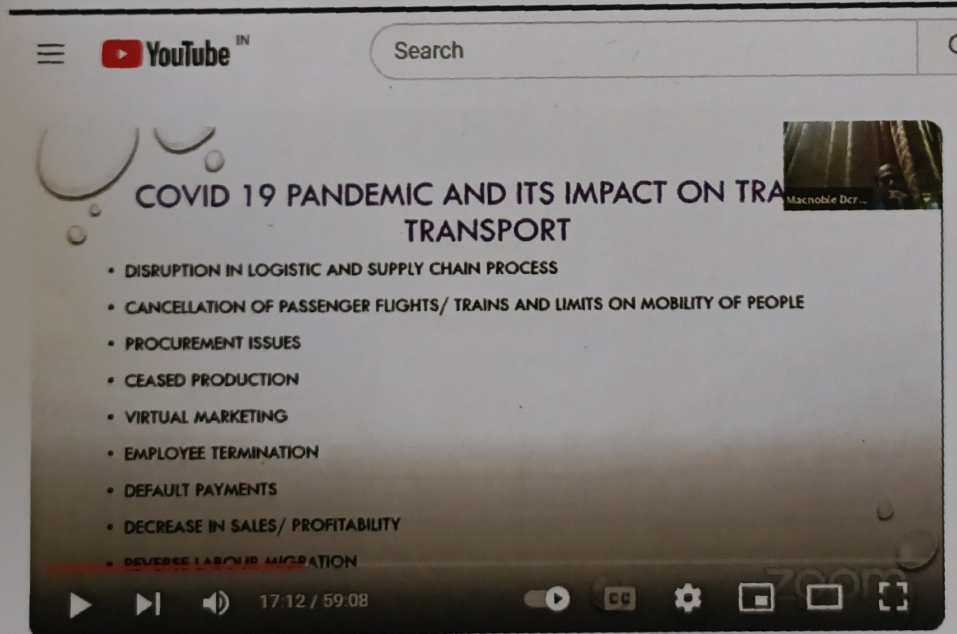 YouTube IN
Search
COVID 19 PANDEMIC AND ITS IMPACT ON TRA
Macnoble Dcr...
TRANSPORT
• DISRUPTION IN LOGISTIC AND SUPPLY CHAIN PROCESS
• CANCELLATION OF PASSENGER FLIGHTS/ TRAINS AND LIMITS ON MOBILITY OF PEOPLE
• PROCUREMENT ISSUES
• CEASED PRODUCTION
• VIRTUAL MARKETING
• EMPLOYEE TERMINATION
• DEFAULT PAYMENTS
• DECREASE IN SALES/ PROFITABILITY
• REVERSE LABOUR MIGRATION
zoom
17:12 / 59:08
CC